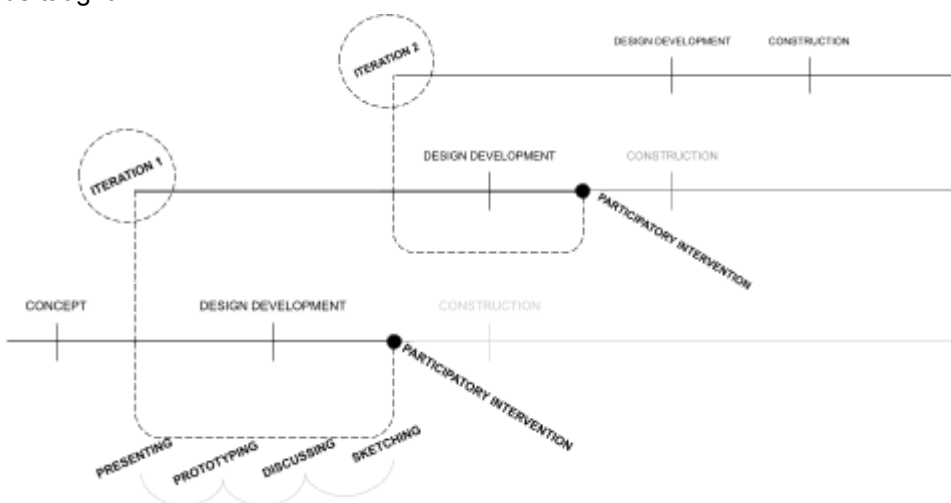 ITERATION 2
DESIGN DEVELOPMENT
CONSTRUCTION
ITERATION 1
DESIGN DEVELOPMENT
CONSTRUCTION
PARTICIPATORY INTERVENTION
CONCEPT
DESIGN DEVELOPMENT
CONSTRUCTION
PARTICIPATORY INTERVENTION
PRESENTING
PROTOTYPING
DISCUSSING
SKETCHING